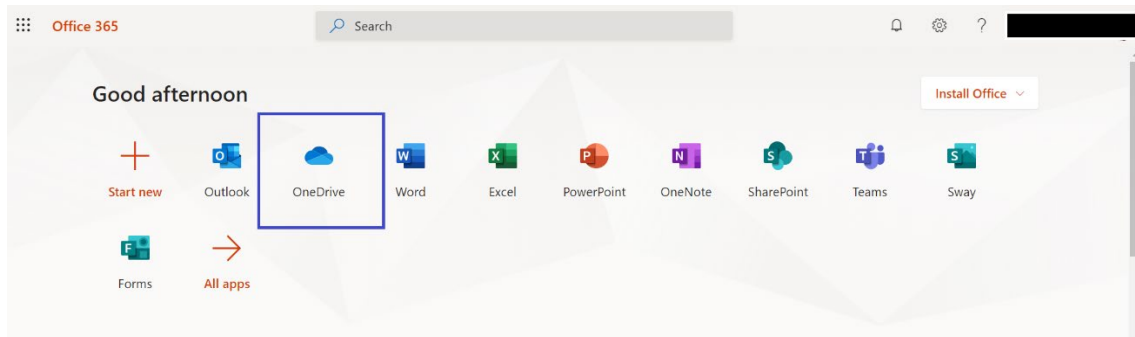 Office 365
Search
?
Good afternoon
Install Office
Start new Outlook OneDrive Word Excel PowerPoint OneNote SharePoint Teams Sway
Forms All apps